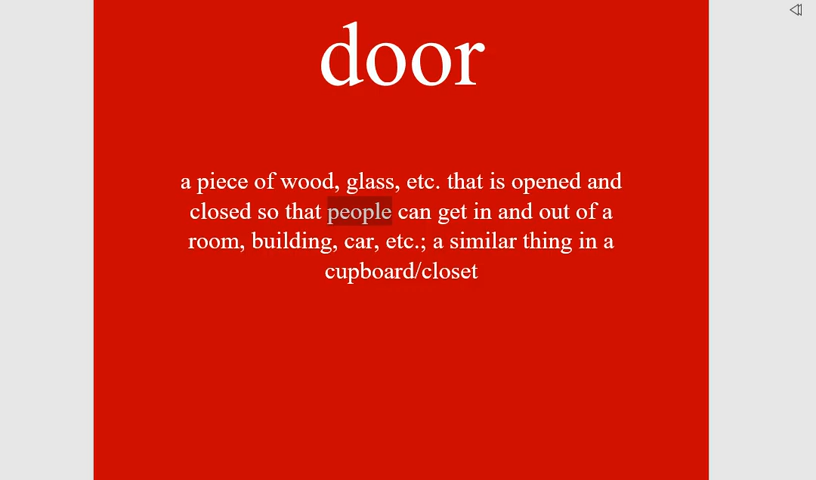 door
a piece of wood, glass, etc. that is opened and
closed so that people can get in and out of a
room, building, car, etc.; a similar thing in a
cupboard/closet